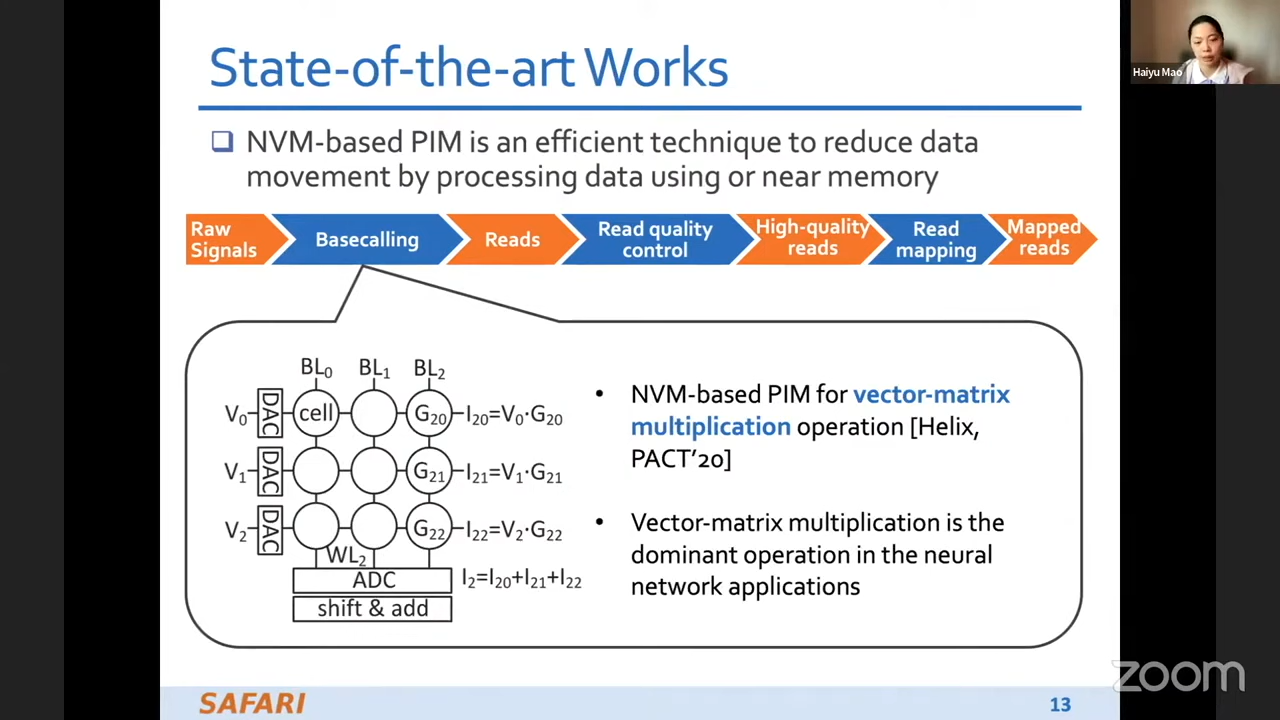 State-of-the-art Works
Haiyu Mao
❑ NVM-based PIM is an efficient technique to reduce data
movement by processing data using or near memory
Raw
Signals
Basecalling
Reads
Read quality
control
High-quality
reads
Read
mapping
Mapped
reads
BL₀ BL₁ BL₂
V₀ DAC cell G₂₀ I₂₀=V₀·G₂₀
V₁ DAC G₂₁ I₂₁=V₁·G₂₁
V₂ DAC G₂₂ I₂₂=V₂·G₂₂
WL₂
ADC I₂=I₂₀+I₂₁+I₂₂
shift & add
• NVM-based PIM for vector-matrix
multiplication operation [Helix,
PACT'20]
• Vector-matrix multiplication is the
dominant operation in the neural
network applications
SAFARI
13
zoom